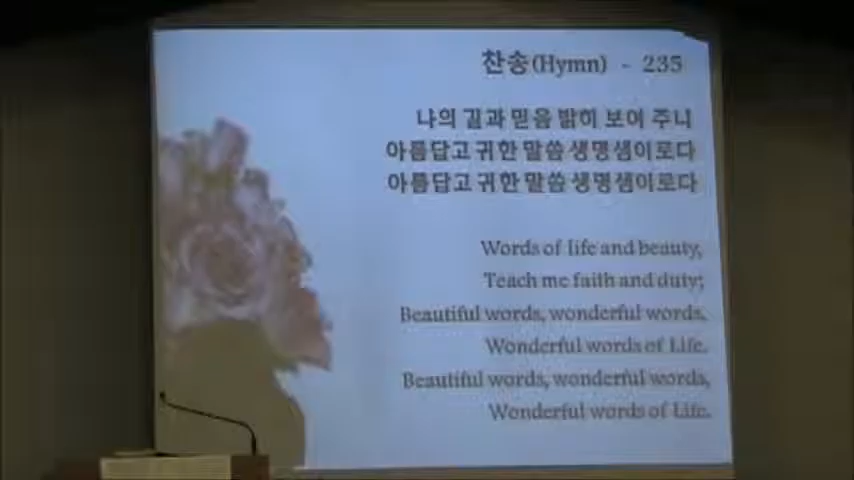 찬송(Hymn) - 235
나의 길과 믿음 밝히 보여 주니
아름답고 귀한 말씀 생명샘이로다
아름답고 귀한 말씀 생명샘이로다
Words of life and beauty,
Teach me faith and duty;
Beautiful words, wonderful words,
Wonderful words of Life.
Beautiful words, wonderful words,
Wonderful words of Life.